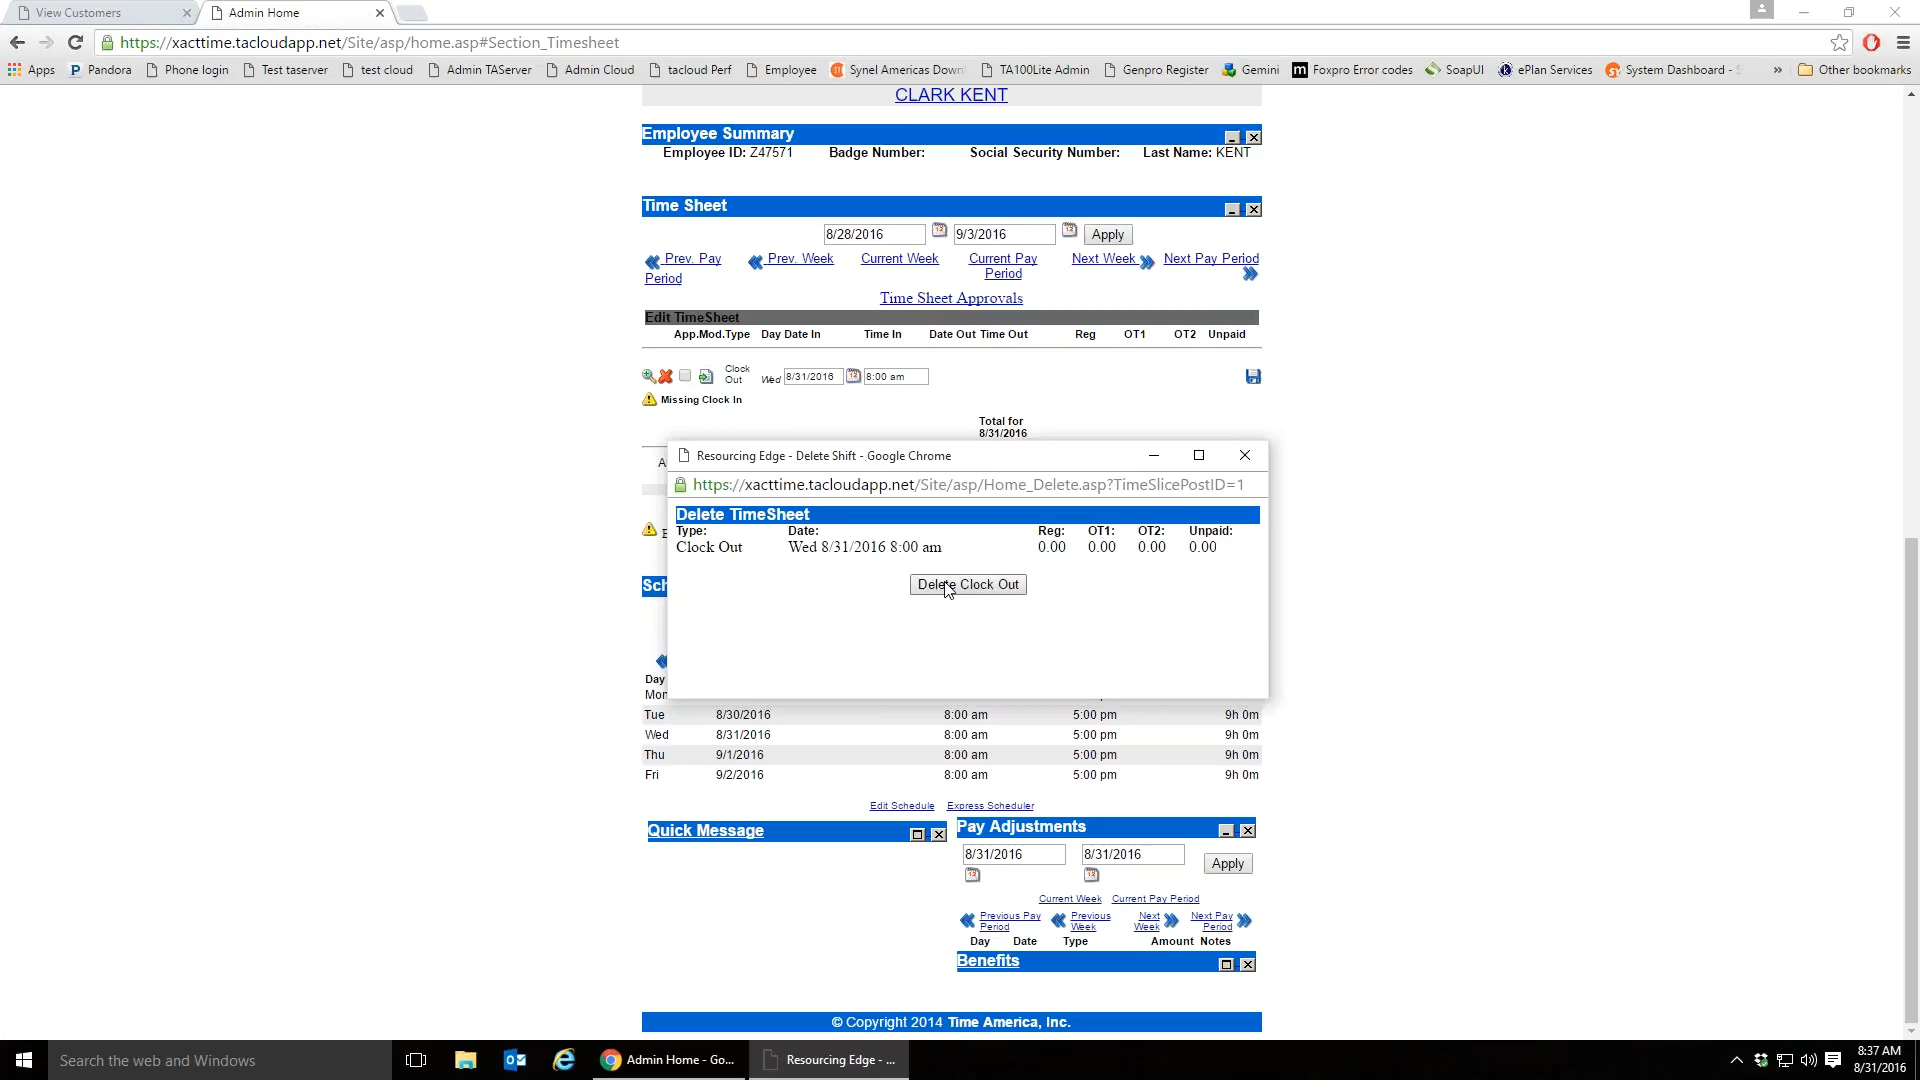 View Customers
Admin Home
https://xacttime.tacloudapp.net/Site/asp/home.asp#Section_Timesheet
Apps Pandora Phone login Test taserver test cloud Admin TAServer Admin Cloud tacloud Perf Employee Synel Americas Down TA100Lite Admin Genpro Register Gemini Foxpro Error codes SoapUI ePlan Services System Dashboard - S » Other bookmarks
CLARK KENT
Employee Summary
Employee ID: Z47571 Badge Number: Social Security Number: Last Name: KENT
Time Sheet
8/28/2016 9/3/2016 Apply
Prev. Pay Period Prev. Week Current Week Current Pay Period Next Week Next Pay Period
Time Sheet Approvals
Edit TimeSheet
App.Mod.Type Day Date In Time In Date Out Time Out Reg OT1 OT2 Unpaid
Clock Out Wed 8/31/2016 8:00 am
Missing Clock In
Total for
8/31/2016
Resourcing Edge - Delete Shift - Google Chrome
https://xacttime.tacloudapp.net/Site/asp/Home_Delete.asp?TimeSlicePostID=1
Delete TimeSheet
Type: Date: Reg: OT1: OT2: Unpaid:
Clock Out Wed 8/31/2016 8:00 am 0.00 0.00 0.00 0.00
Delete Clock Out
Sch
Day
Mon
Tue 8/30/2016 8:00 am 5:00 pm 9h 0m
Wed 8/31/2016 8:00 am 5:00 pm 9h 0m
Thu 9/1/2016 8:00 am 5:00 pm 9h 0m
Fri 9/2/2016 8:00 am 5:00 pm 9h 0m
Edit Schedule Express Scheduler
Quick Message
Pay Adjustments
8/31/2016 8/31/2016 Apply
Current Week Current Pay Period
Previous Pay Period Previous Week Next Week Next Pay Period
Day Date Type Amount Notes
Benefits
© Copyright 2014 Time America, Inc.
Search the web and Windows
Admin Home - Go...
Resourcing Edge - ...
8:37 AM
8/31/2016